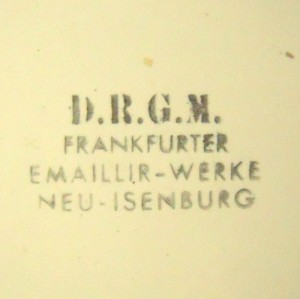 D.R.G.M.
FRANKFURTER
EMAILLIR-WERKE
NEU-ISENBURG